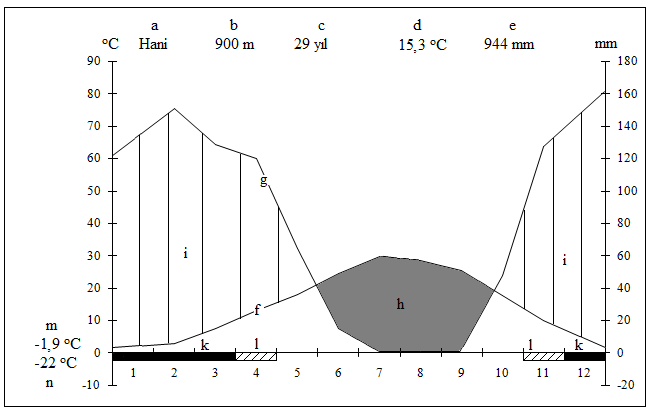 a b c d e
°C Hani 900 m 29 yıl 15,3 °C 944 mm mm
90 180
80 160
70 140
60 120
g
50 100
40 80
30 60
i i
20 40
h
f
10 20
m
-1,9 °C k l l k
0 0
-22 °C 1 2 3 4 5 6 7 8 9 10 11 12
n -10 -20